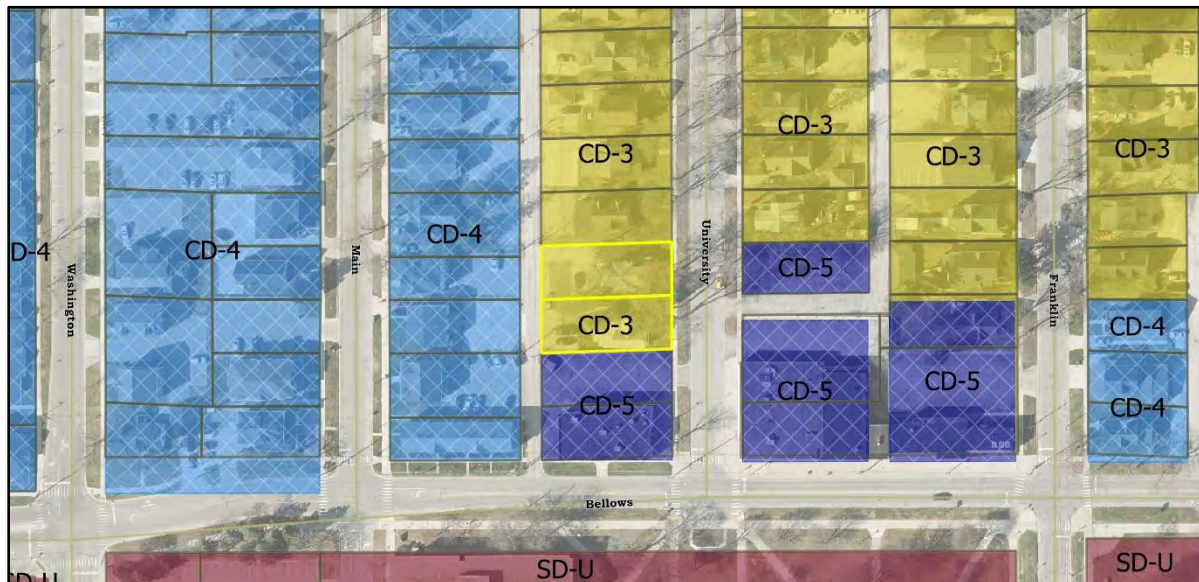 CD-3
CD-3
CD-3
CD-3
D-4
CD-4
CD-4
Washington
Main
University
Franklin
CD-5
CD-3
CD-4
CD-5
CD-5
CD-5
CD-4
Bellows
SD-U
SD-U
SD-U